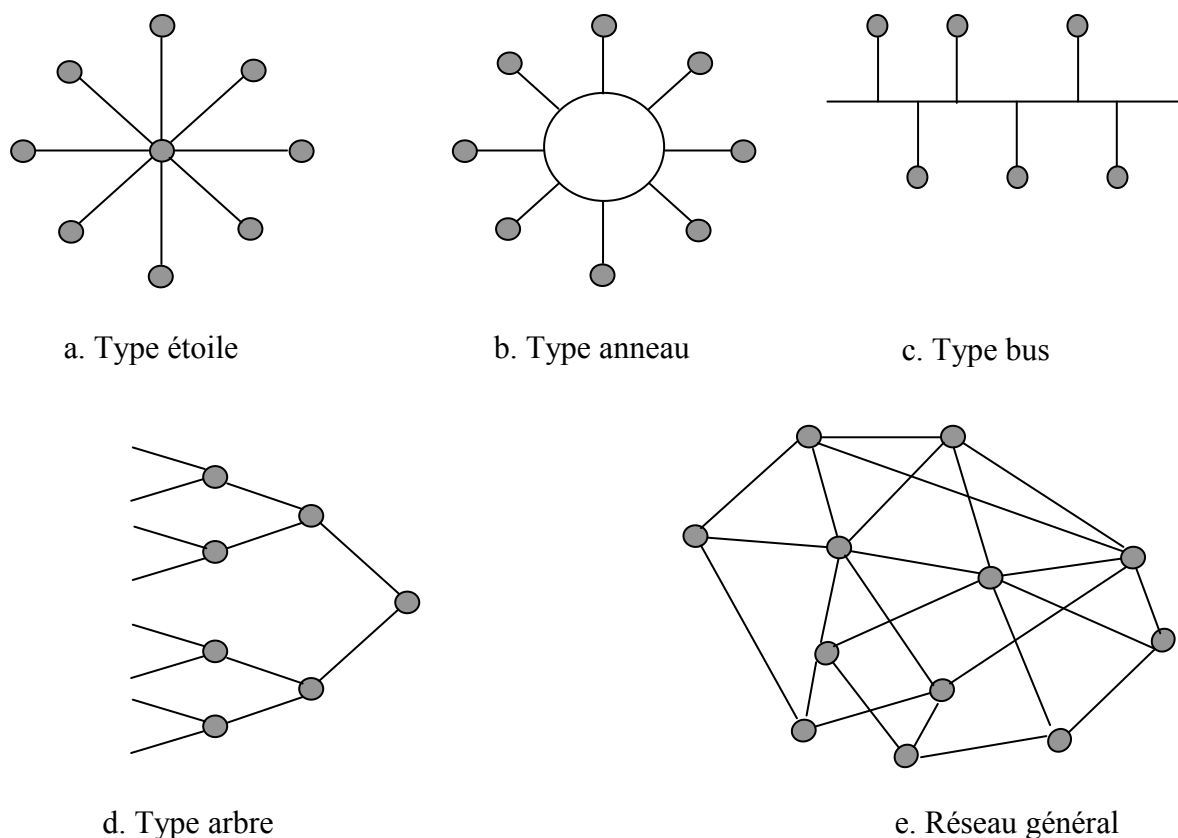 a. Type étoile
b. Type anneau
c. Type bus
d. Type arbre
e. Réseau général